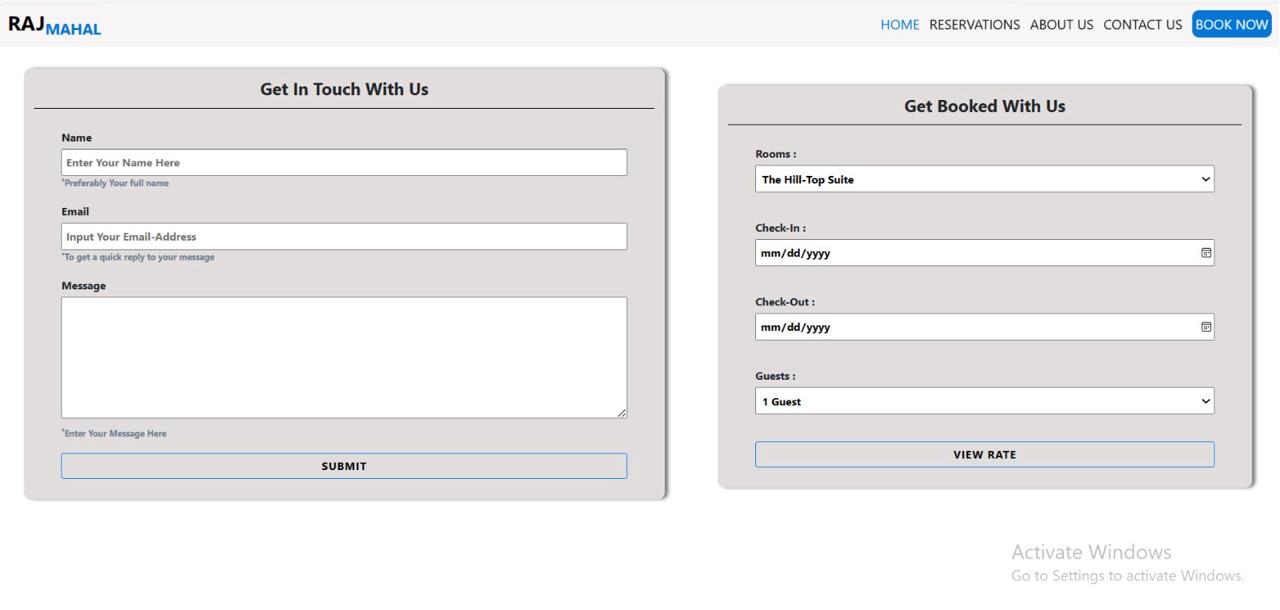 RAJMAHAL
HOME RESERVATIONS ABOUT US CONTACT US BOOK NOW
Get In Touch With Us
Name
Enter Your Name Here
*Preferably Your full name
Email
Input Your Email-Address
*To get a quick reply to your message
Message
*Enter Your Message Here
SUBMIT
Get Booked With Us
Rooms :
The Hill-Top Suite
Check-In :
mm/dd/yyyy
Check-Out :
mm/dd/yyyy
Guests :
1 Guest
VIEW RATE
Activate Windows
Go to Settings to activate Windows.